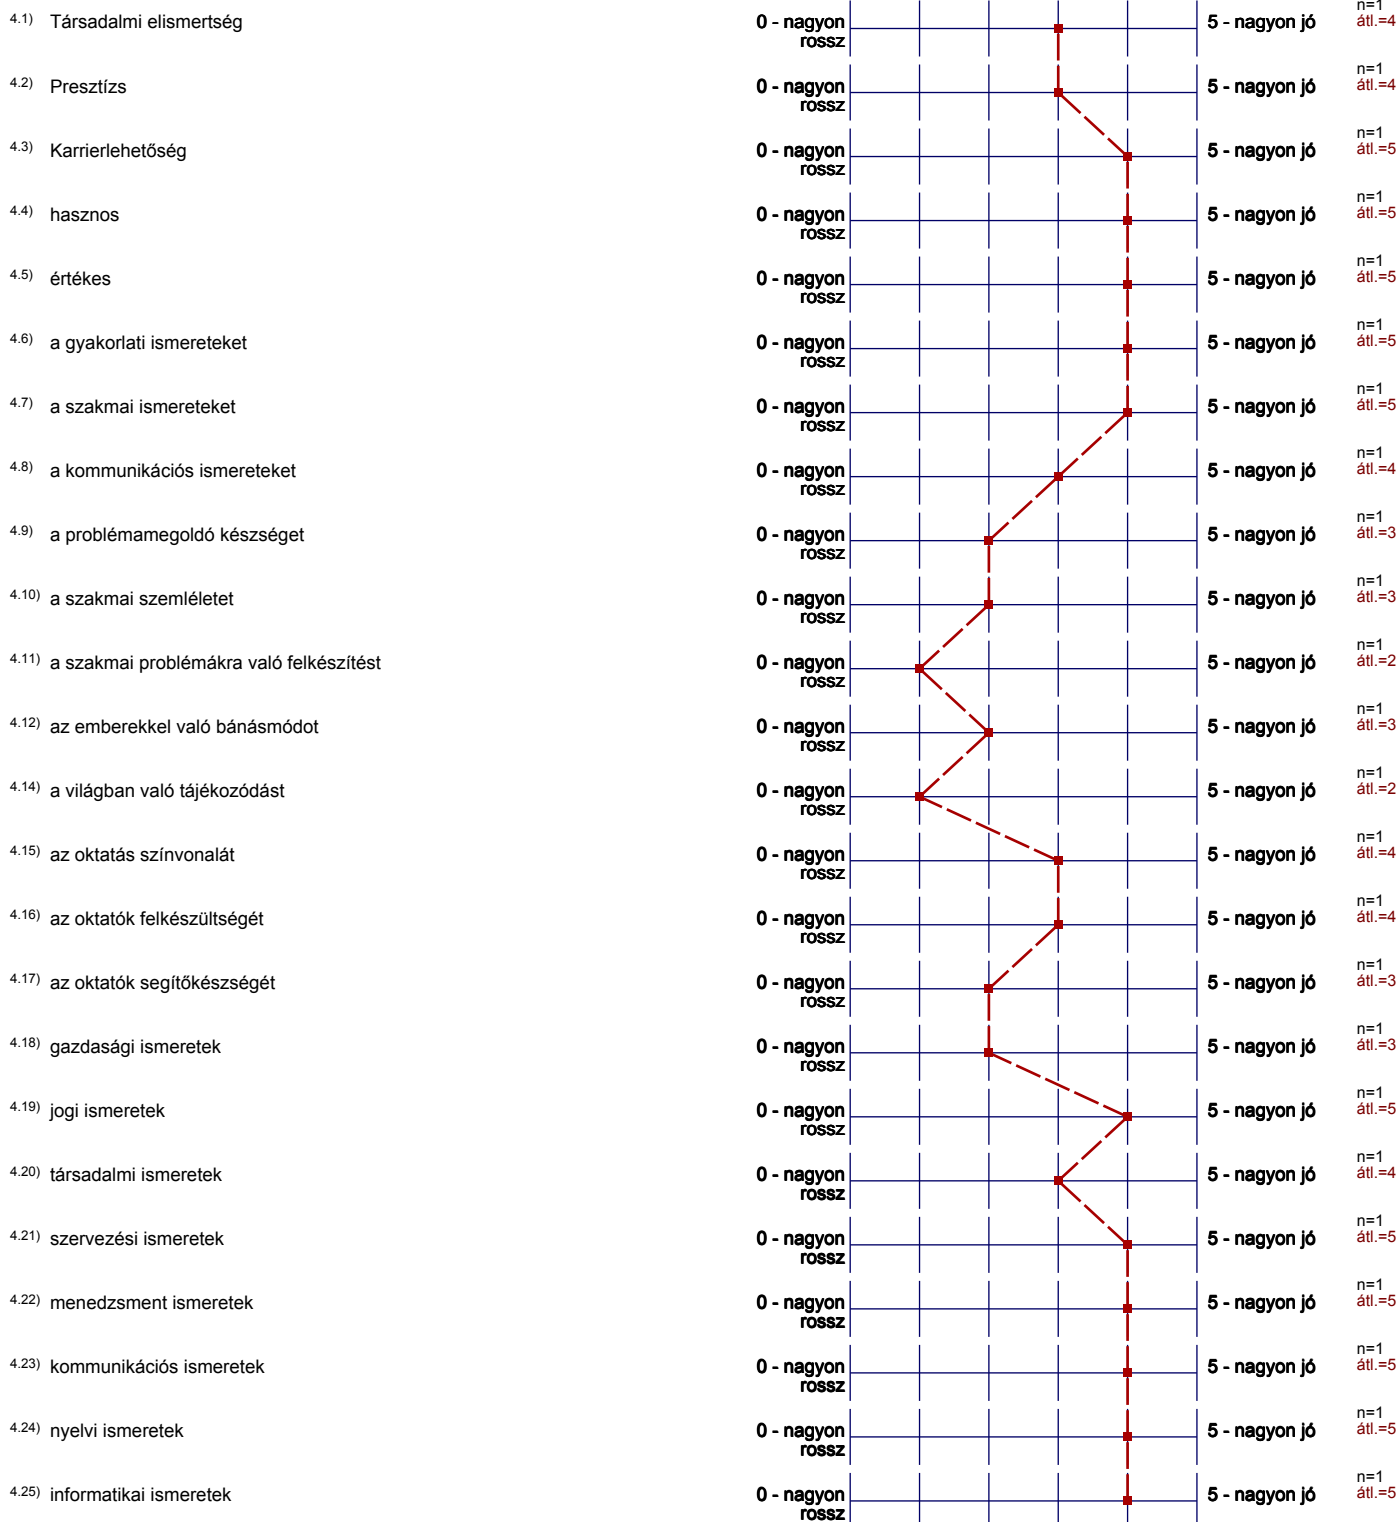 4.1) Társadalmi elismertség 0 - nagyon rossz 5 - nagyon jó n=1 átl.=4
4.2) Presztízs 0 - nagyon rossz 5 - nagyon jó n=1 átl.=4
4.3) Karrierlehetőség 0 - nagyon rossz 5 - nagyon jó n=1 átl.=5
4.4) hasznos 0 - nagyon rossz 5 - nagyon jó n=1 átl.=5
4.5) értékes 0 - nagyon rossz 5 - nagyon jó n=1 átl.=5
4.6) a gyakorlati ismereteket 0 - nagyon rossz 5 - nagyon jó n=1 átl.=5
4.7) a szakmai ismereteket 0 - nagyon rossz 5 - nagyon jó n=1 átl.=5
4.8) a kommunikációs ismereteket 0 - nagyon rossz 5 - nagyon jó n=1 átl.=4
4.9) a problémamegoldó készséget 0 - nagyon rossz 5 - nagyon jó n=1 átl.=3
4.10) a szakmai szemléletet 0 - nagyon rossz 5 - nagyon jó n=1 átl.=3
4.11) a szakmai problémákra való felkészítést 0 - nagyon rossz 5 - nagyon jó n=1 átl.=2
4.12) az emberekkel való bánásmódot 0 - nagyon rossz 5 - nagyon jó n=1 átl.=3
4.14) a világban való tájékozódást 0 - nagyon rossz 5 - nagyon jó n=1 átl.=2
4.15) az oktatás színvonalát 0 - nagyon rossz 5 - nagyon jó n=1 átl.=4
4.16) az oktatók felkészültségét 0 - nagyon rossz 5 - nagyon jó n=1 átl.=4
4.17) az oktatók segítőkészségét 0 - nagyon rossz 5 - nagyon jó n=1 átl.=3
4.18) gazdasági ismeretek 0 - nagyon rossz 5 - nagyon jó n=1 átl.=3
4.19) jogi ismeretek 0 - nagyon rossz 5 - nagyon jó n=1 átl.=5
4.20) társadalmi ismeretek 0 - nagyon rossz 5 - nagyon jó n=1 átl.=4
4.21) szervezési ismeretek 0 - nagyon rossz 5 - nagyon jó n=1 átl.=5
4.22) menedzsment ismeretek 0 - nagyon rossz 5 - nagyon jó n=1 átl.=5
4.23) kommunikációs ismeretek 0 - nagyon rossz 5 - nagyon jó n=1 átl.=5
4.24) nyelvi ismeretek 0 - nagyon rossz 5 - nagyon jó n=1 átl.=5
4.25) informatikai ismeretek 0 - nagyon rossz 5 - nagyon jó n=1 átl.=5